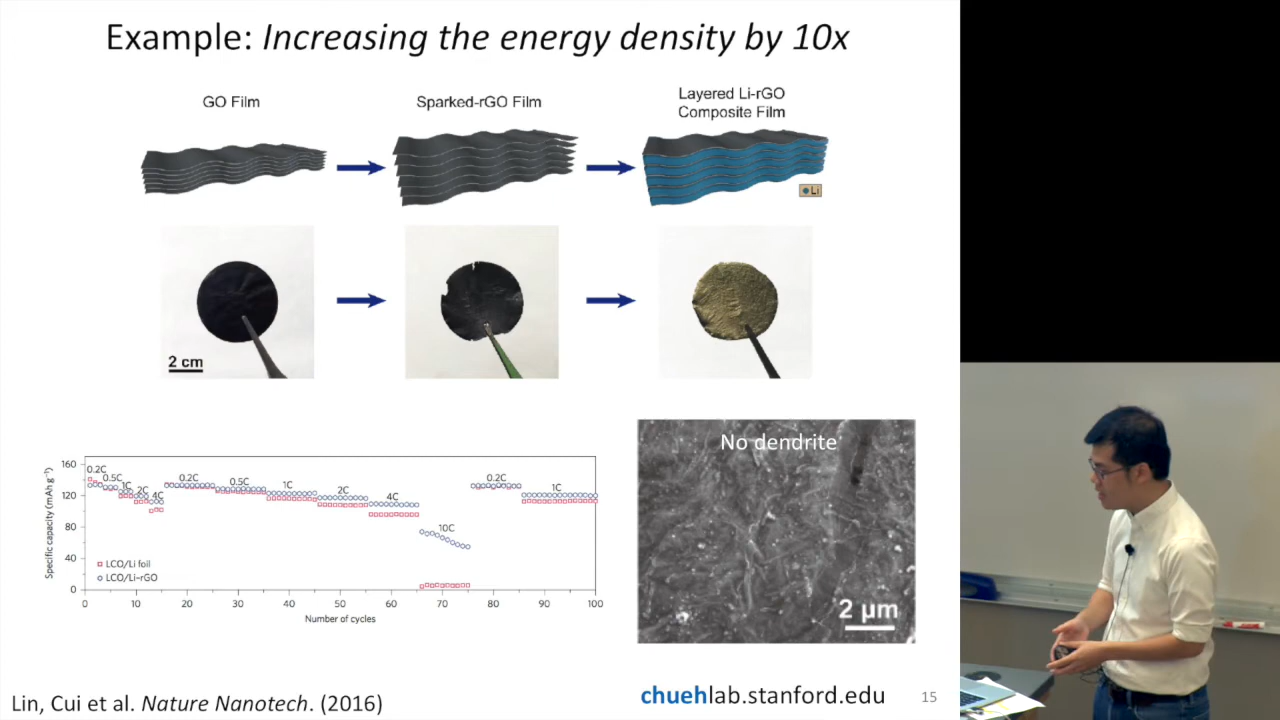 Example: Increasing the energy density by 10x
GO Film
Sparked-rGO Film
Layered Li-rGO
Composite Film
Li
2 cm
No dendrite
2 µm
Specific capacity (mAh g⁻¹)
160
120
80
40
0
0.2C
0.5C
1C
2C
4C
0.2C
0.5C
1C
2C
4C
10C
0.2C
1C
LCO/Li foil
LCO/Li-rGO
0
10
20
30
40
50
60
70
80
90
100
Number of cycles
Lin, Cui et al. Nature Nanotech. (2016)
chuehlab.stanford.edu
15